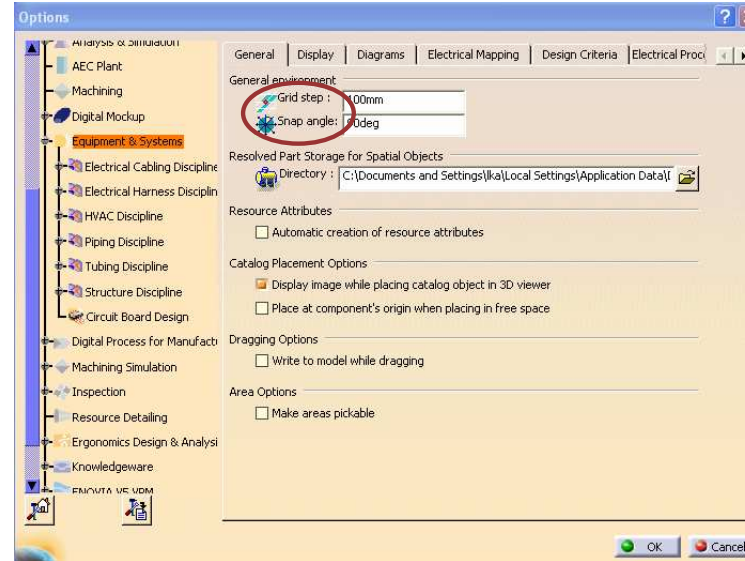 Options
Analysis & Simulation
AEC Plant
Machining
Digital Mockup
Equipment & Systems
Electrical Cabling Discipline
Electrical Harness Disciplin
HVAC Discipline
Piping Discipline
Tubing Discipline
Structure Discipline
Circuit Board Design
Digital Process for Manufact
Machining Simulation
Inspection
Resource Detailing
Ergonomics Design & Analysi
Knowledgeware
ENOVIA V5 VPM
General Display Diagrams Electrical Mapping Design Criteria Electrical Proc
General environment
Grid step : 100mm
Snap angle: 90deg
Resolved Part Storage for Spatial Objects
Directory : C:\Documents and Settings\lka\Local Settings\Application Data\D
Resource Attributes
Automatic creation of resource attributes
Catalog Placement Options
Display image while placing catalog object in 3D viewer
Place at component's origin when placing in free space
Dragging Options
Write to model while dragging
Area Options
Make areas pickable
OK Cancel